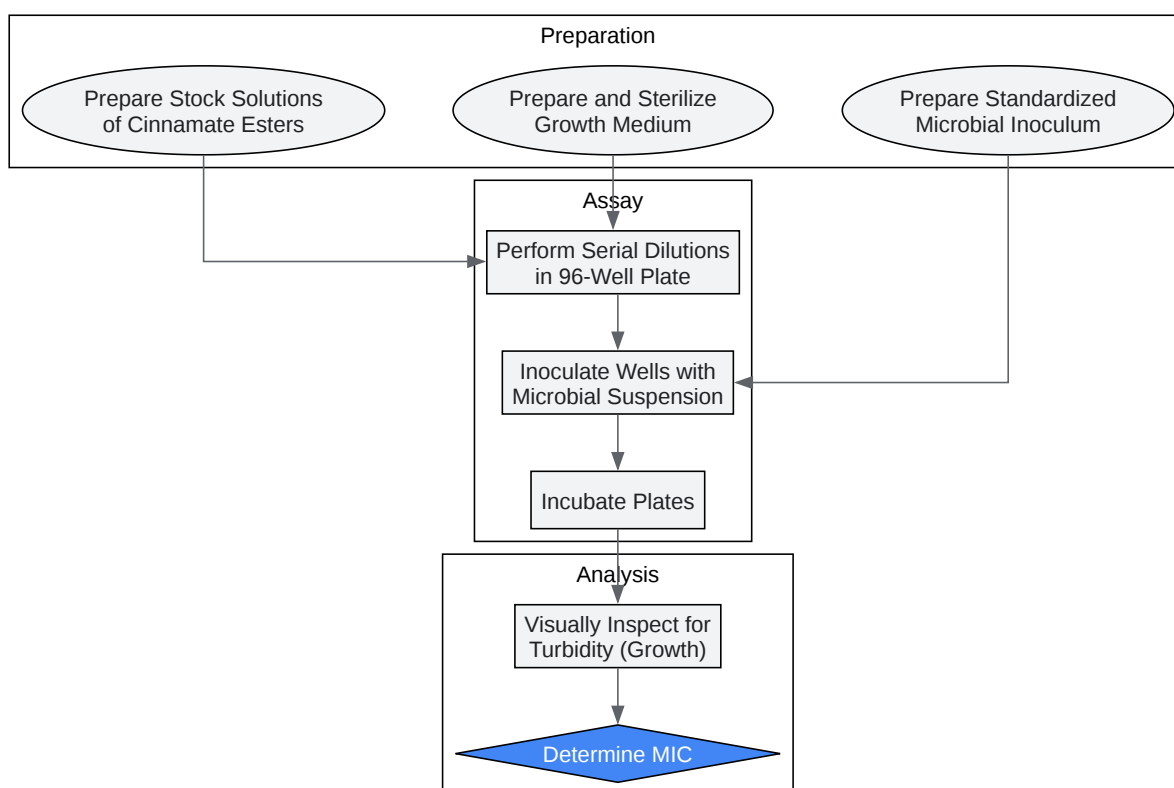 Preparation
Prepare Stock Solutions
of Cinnamate Esters
Prepare and Sterilize
Growth Medium
Prepare Standardized
Microbial Inoculum
Assay
Perform Serial Dilutions
in 96-Well Plate
Inoculate Wells with
Microbial Suspension
Incubate Plates
Analysis
Visually Inspect for
Turbidity (Growth)
Determine MIC